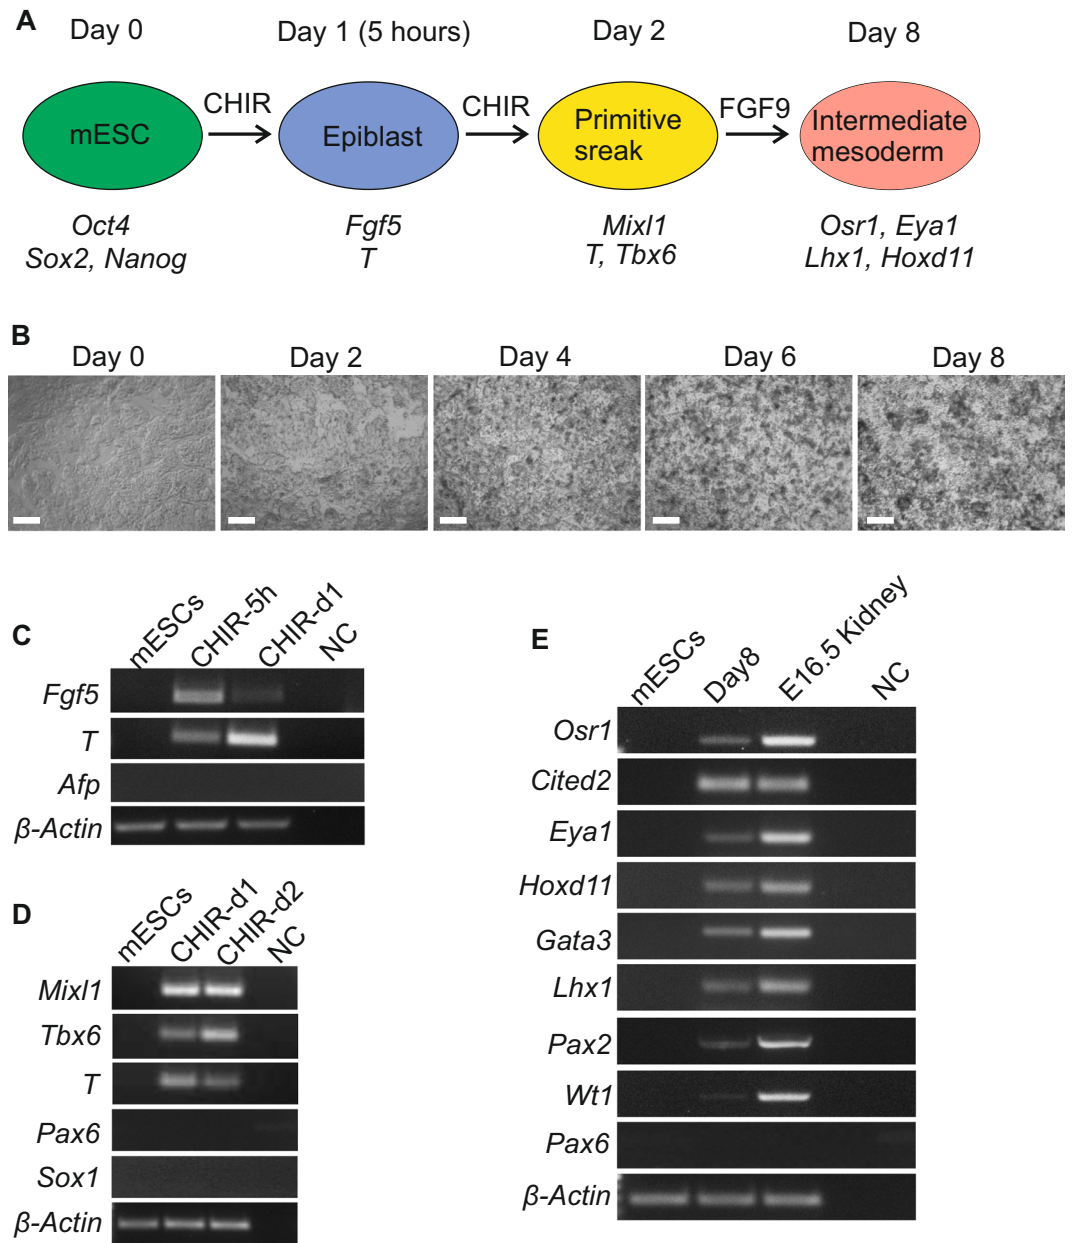 A
Day 0
Day 1 (5 hours)
Day 2
Day 8
mESC
CHIR
Epiblast
CHIR
Primitive
sreak
FGF9
Intermediate
mesoderm
Oct4
Sox2, Nanog
Fgf5
T
Mixl1
T, Tbx6
Osr1, Eya1
Lhx1, Hoxd11
B
Day 0
Day 2
Day 4
Day 6
Day 8
C
mESCs
CHIR-5h
CHIR-d1
NC
Fgf5
T
Afp
β-Actin
D
mESCs
CHIR-d1
CHIR-d2
NC
Mixl1
Tbx6
T
Pax6
Sox1
β-Actin
E
mESCs
Day8
E16.5 Kidney
NC
Osr1
Cited2
Eya1
Hoxd11
Gata3
Lhx1
Pax2
Wt1
Pax6
β-Actin